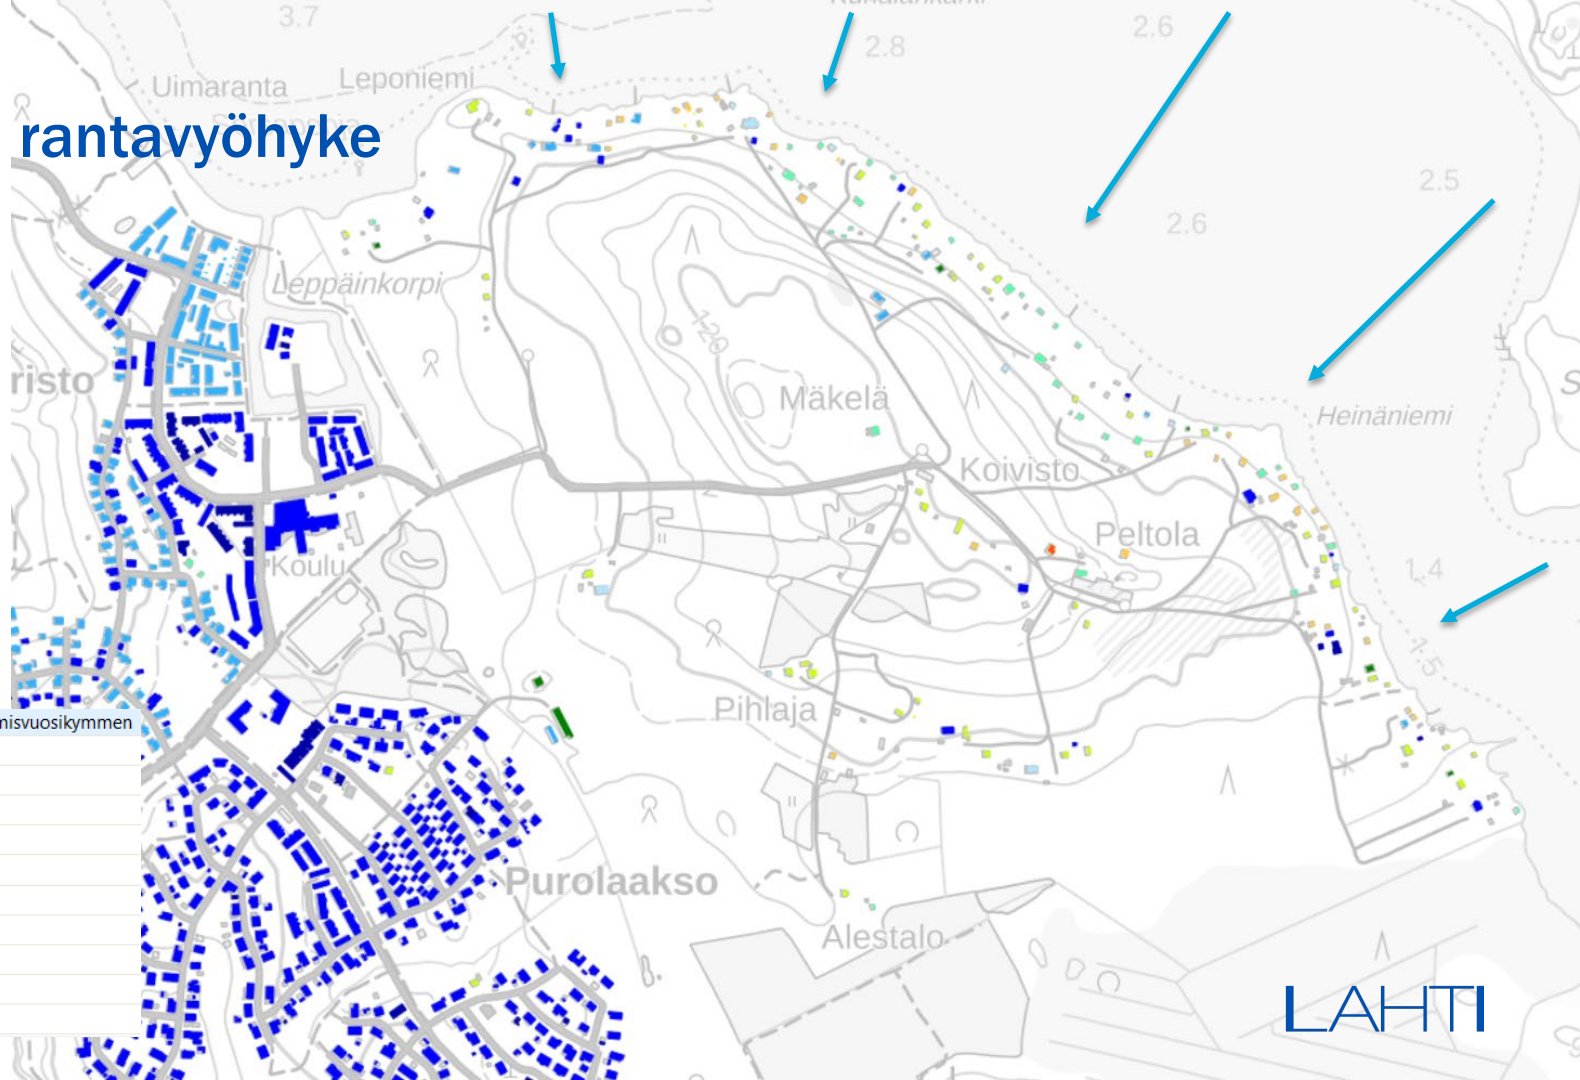 3.7
2.8
2.6
Uimaranta
Leponiemi
rantavyöhyke
2.5
2.6
Leppäinkorpi
120
risto
Mäkelä
Heinäniemi
Koivisto
Peltola
Koulu
1.4
1.5
Pihlaja
misvuosikymmen
Purolaakso
Alestalo
LAHTI